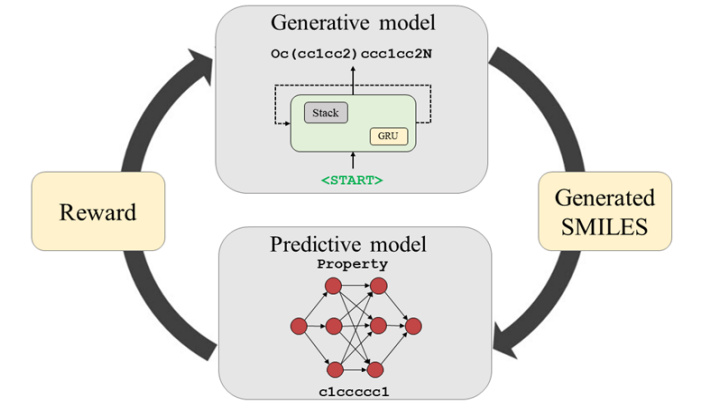 Generative model
Oc(cc1cc2)ccc1cc2N
Stack
GRU
<START>
Reward
Generated
SMILES
Predictive model
Property
c1ccccc1